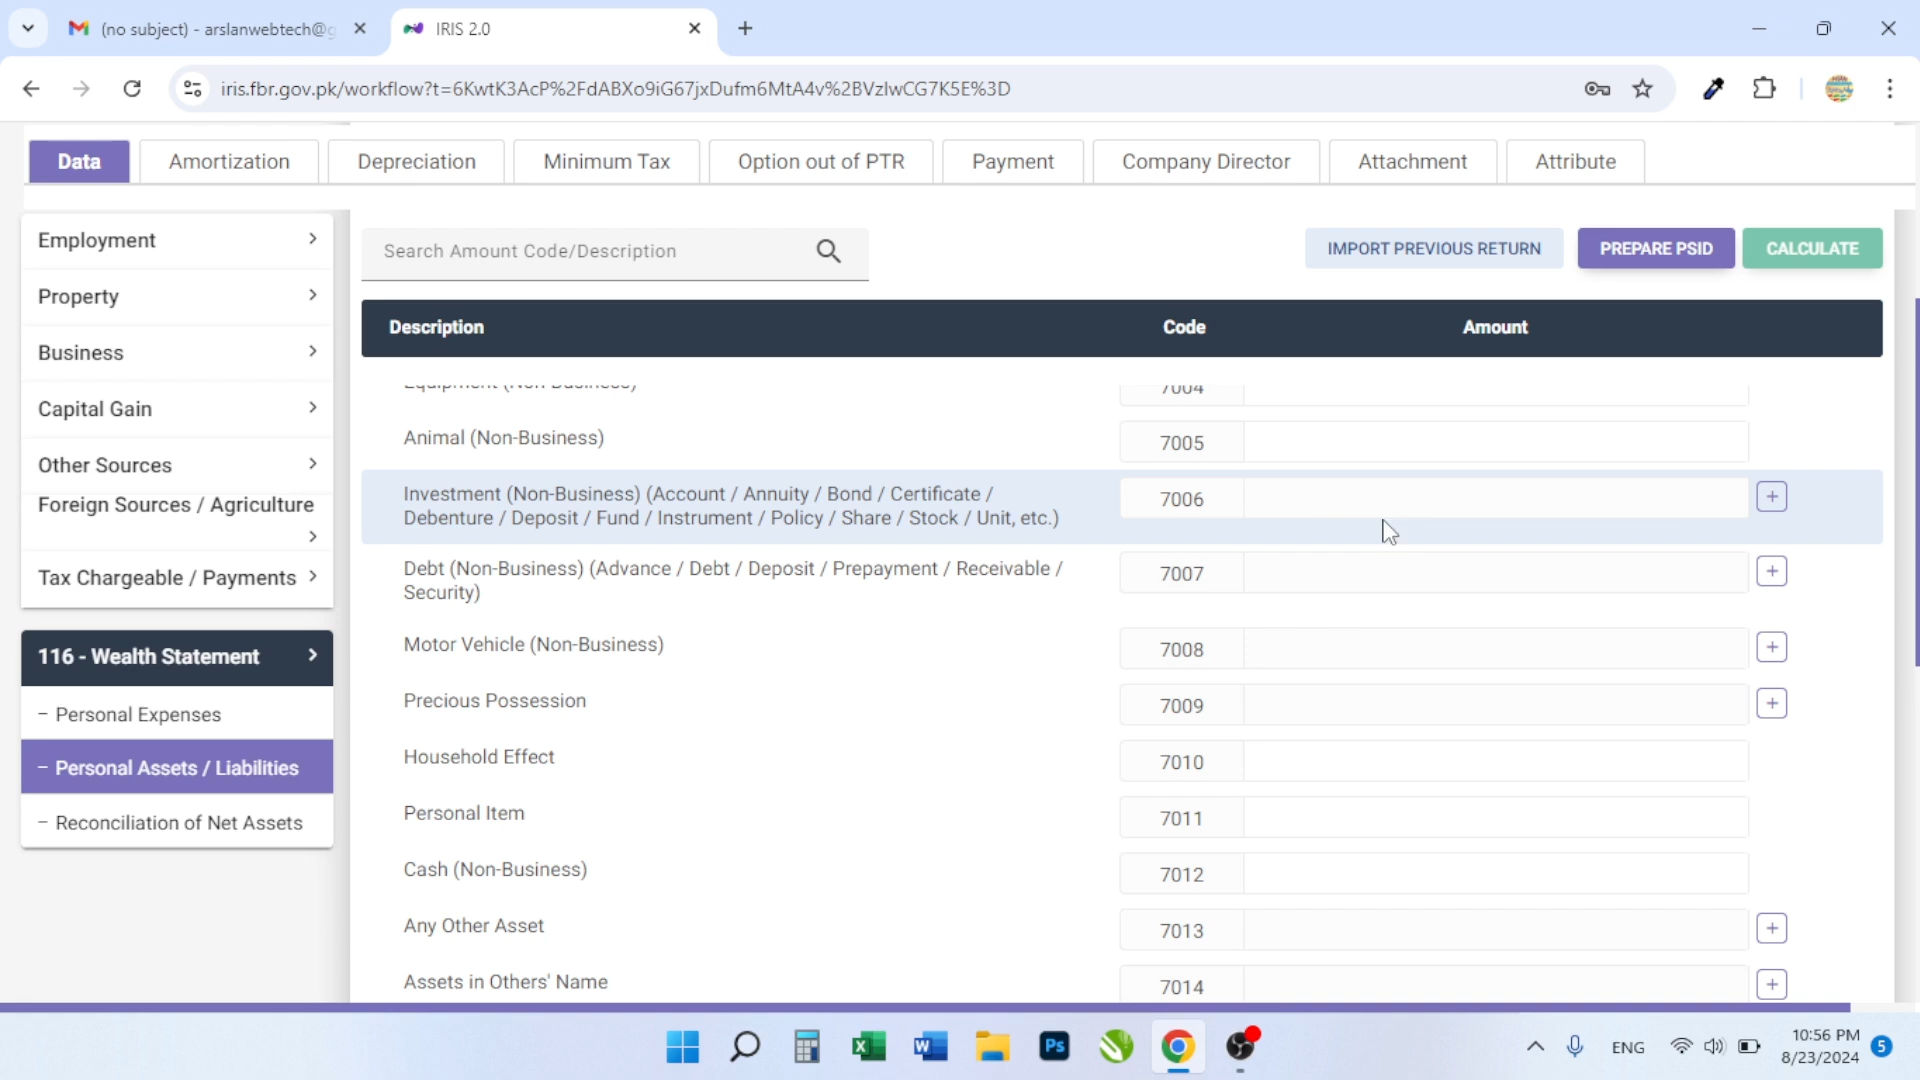 (no subject) - arslanwebtech@g
IRIS 2.0
iris.fbr.gov.pk/workflow?t=6KwtK3AcP%2FdABXo9iG67jxDufm6MtA4v%2BVzIwCG7K5E%3D
Data
Amortization
Depreciation
Minimum Tax
Option out of PTR
Payment
Company Director
Attachment
Attribute
Employment
Property
Business
Capital Gain
Other Sources
Foreign Sources / Agriculture
Tax Chargeable / Payments
116 - Wealth Statement
– Personal Expenses
– Personal Assets / Liabilities
– Reconciliation of Net Assets
Search Amount Code/Description
IMPORT PREVIOUS RETURN
PREPARE PSID
CALCULATE
Description Code Amount
Equipment (Non-Business) 7004
Animal (Non-Business) 7005
Investment (Non-Business) (Account / Annuity / Bond / Certificate /
Debenture / Deposit / Fund / Instrument / Policy / Share / Stock / Unit, etc.) 7006 +
Debt (Non-Business) (Advance / Debt / Deposit / Prepayment / Receivable /
Security) 7007 +
Motor Vehicle (Non-Business) 7008 +
Precious Possession 7009 +
Household Effect 7010
Personal Item 7011
Cash (Non-Business) 7012
Any Other Asset 7013 +
Assets in Others' Name 7014 +
X
W
Ps
ENG
10:56 PM
8/23/2024
5